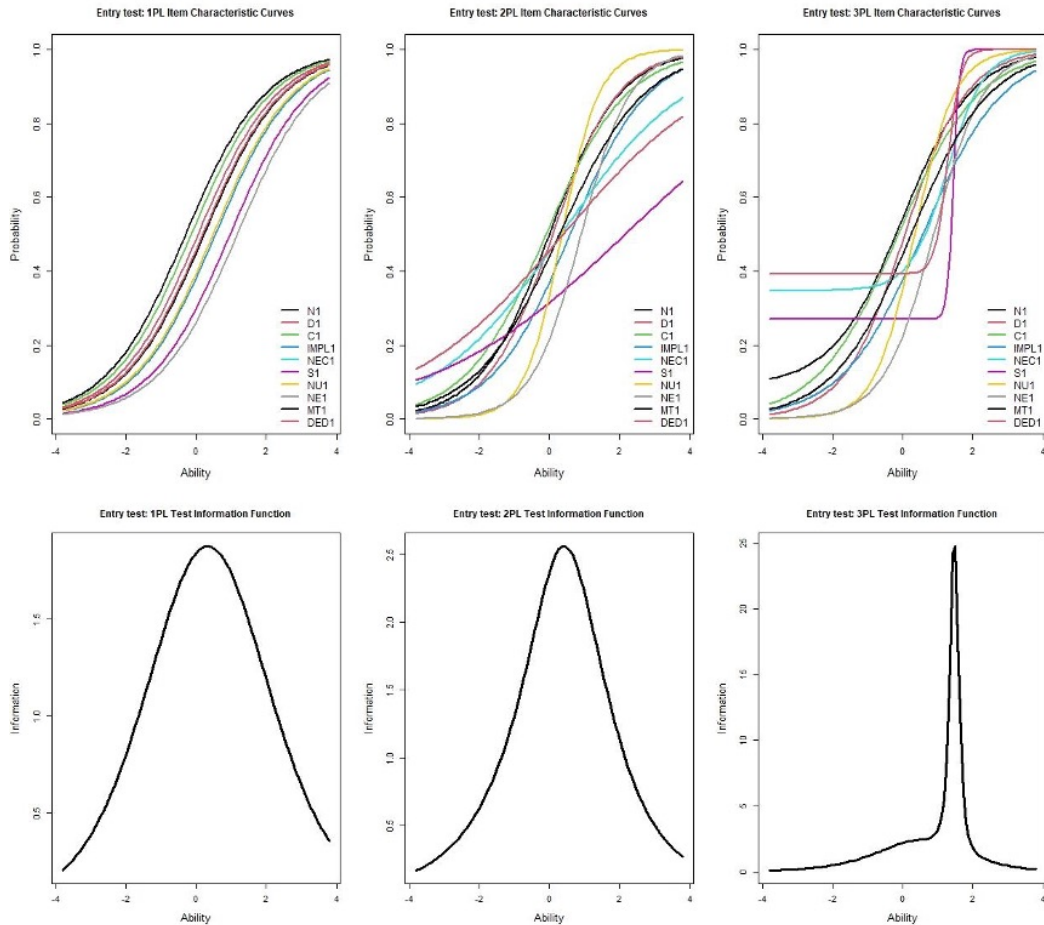 Entry test: 1PL Item Characteristic Curves
Probability
1.0
0.8
0.6
0.4
0.2
0.0
N1
D1
C1
IMPL1
NEC1
S1
NU1
NE1
MT1
DED1
-4 -2 0 2 4
Ability
Entry test: 2PL Item Characteristic Curves
Probability
1.0
0.8
0.6
0.4
0.2
0.0
N1
D1
C1
IMPL1
NEC1
S1
NU1
NE1
MT1
DED1
-4 -2 0 2 4
Ability
Entry test: 3PL Item Characteristic Curves
Probability
1.0
0.8
0.6
0.4
0.2
0.0
N1
D1
C1
IMPL1
NEC1
S1
NU1
NE1
MT1
DED1
-4 -2 0 2 4
Ability
Entry test: 1PL Test Information Function
Information
1.5
1.0
0.5
-4 -2 0 2 4
Ability
Entry test: 2PL Test Information Function
Information
2.5
2.0
1.5
1.0
0.5
-4 -2 0 2 4
Ability
Entry test: 3PL Test Information Function
Information
25
20
15
10
5
0
-4 -2 0 2 4
Ability